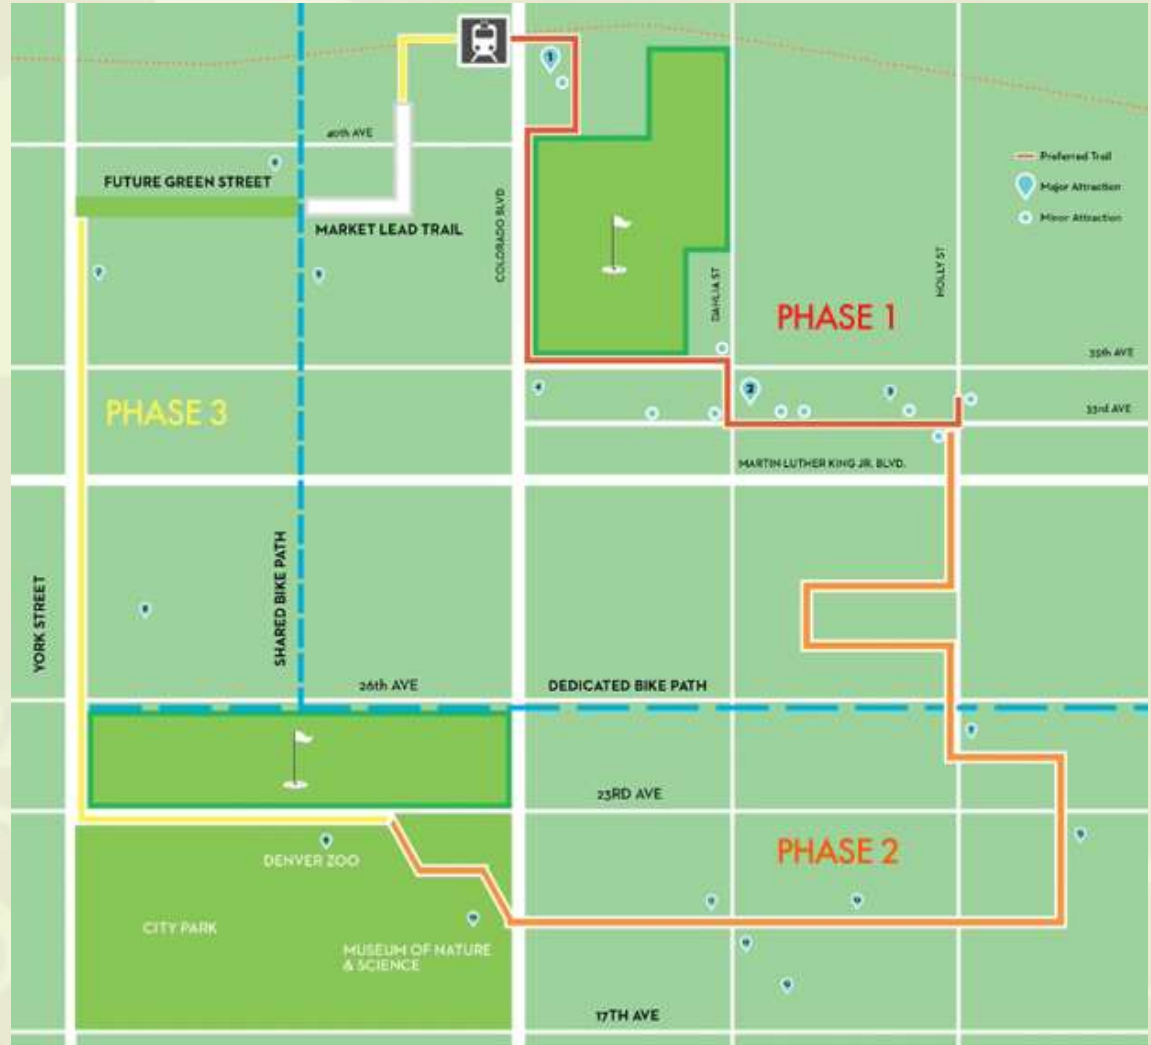 1
40th AVE
FUTURE GREEN STREET
MARKET LEAD TRAIL
COLORADO BLVD
Preferred Trail
Major Attraction
Minor Attraction
DAHLIA ST
HOLLY ST
PHASE 1
35th AVE
2
PHASE 3
33rd AVE
MARTIN LUTHER KING JR. BLVD.
YORK STREET
SHARED BIKE PATH
26th AVE
DEDICATED BIKE PATH
23RD AVE
DENVER ZOO
PHASE 2
CITY PARK
MUSEUM OF NATURE
& SCIENCE
17TH AVE